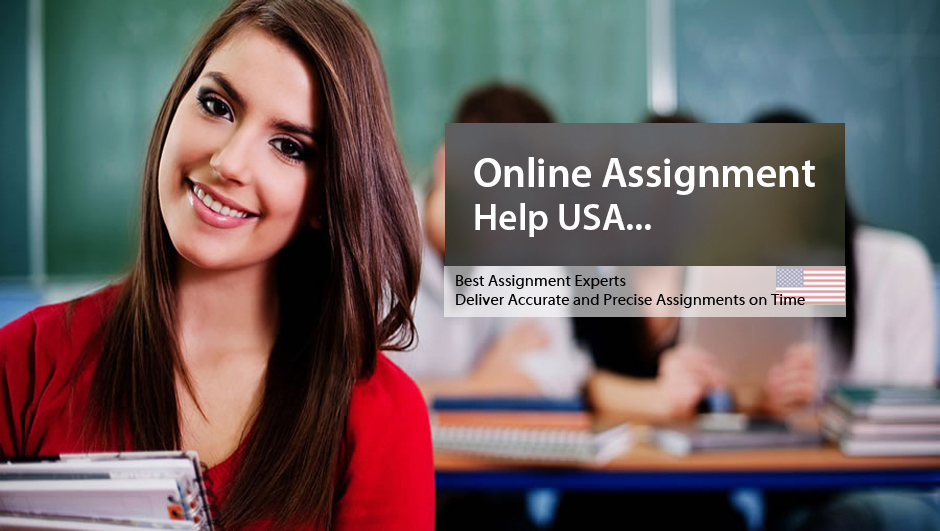 Online Assignment
Help USA...
Best Assignment Experts
Deliver Accurate and Precise Assignments on Time